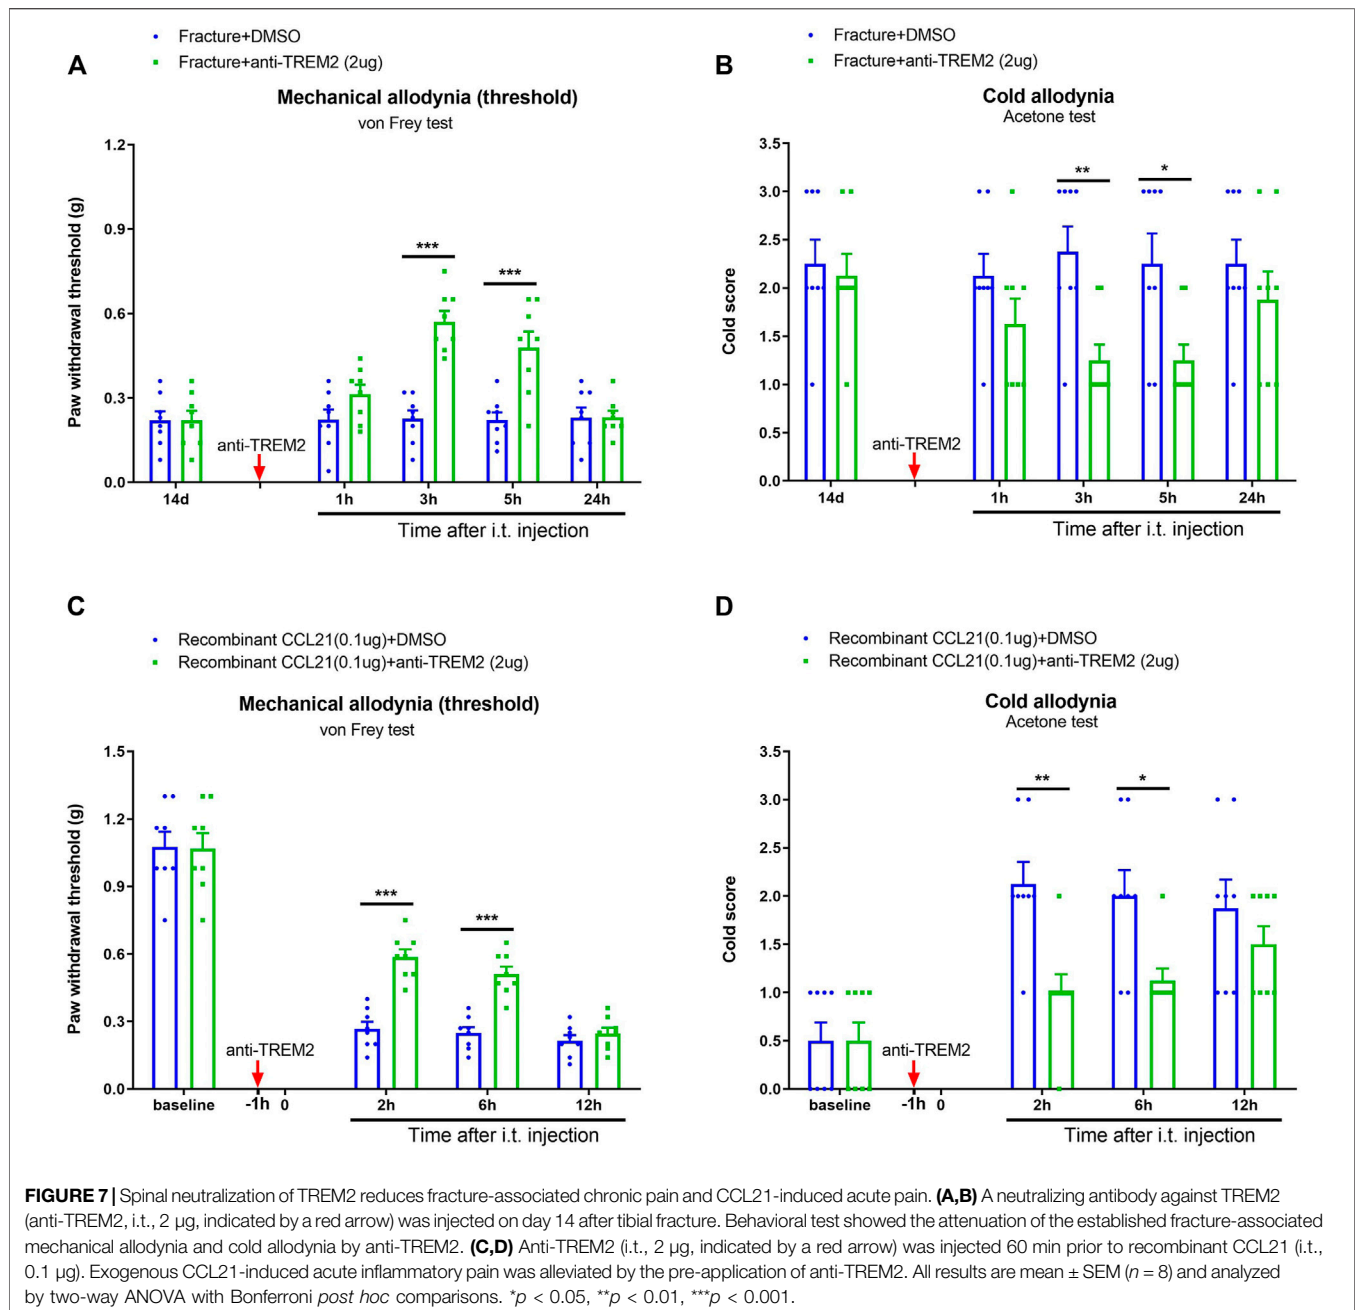 A
Fracture+DMSO
Fracture+anti-TREM2 (2ug)
Mechanical allodynia (threshold)
von Frey test
Paw withdrawal threshold (g)
1.2
0.9
0.6
0.3
0.0
***
***
anti-TREM2
14d
1h
3h
5h
24h
Time after i.t. injection
B
Fracture+DMSO
Fracture+anti-TREM2 (2ug)
Cold allodynia
Acetone test
Cold score
3.5
3.0
2.5
2.0
1.5
1.0
0.5
0.0
**
*
anti-TREM2
14d
1h
3h
5h
24h
Time after i.t. injection
C
Recombinant CCL21(0.1ug)+DMSO
Recombinant CCL21(0.1ug)+anti-TREM2 (2ug)
Mechanical allodynia (threshold)
von Frey test
Paw withdrawal threshold (g)
1.5
1.2
0.9
0.6
0.3
0.0
***
***
anti-TREM2
baseline
-1h
0
2h
6h
12h
Time after i.t. injection
D
Recombinant CCL21(0.1ug)+DMSO
Recombinant CCL21(0.1ug)+anti-TREM2 (2ug)
Cold allodynia
Acetone test
Cold score
3.5
3.0
2.5
2.0
1.5
1.0
0.5
0.0
**
*
anti-TREM2
baseline
-1h
0
2h
6h
12h
Time after i.t. injection
FIGURE 7 | Spinal neutralization of TREM2 reduces fracture-associated chronic pain and CCL21-induced acute pain. (A,B) A neutralizing antibody against TREM2
(anti-TREM2, i.t., 2 µg, indicated by a red arrow) was injected on day 14 after tibial fracture. Behavioral test showed the attenuation of the established fracture-associated
mechanical allodynia and cold allodynia by anti-TREM2. (C,D) Anti-TREM2 (i.t., 2 µg, indicated by a red arrow) was injected 60 min prior to recombinant CCL21 (i.t.,
0.1 µg). Exogenous CCL21-induced acute inflammatory pain was alleviated by the pre-application of anti-TREM2. All results are mean ± SEM (n = 8) and analyzed
by two-way ANOVA with Bonferroni post hoc comparisons. *p < 0.05, **p < 0.01, ***p < 0.001.